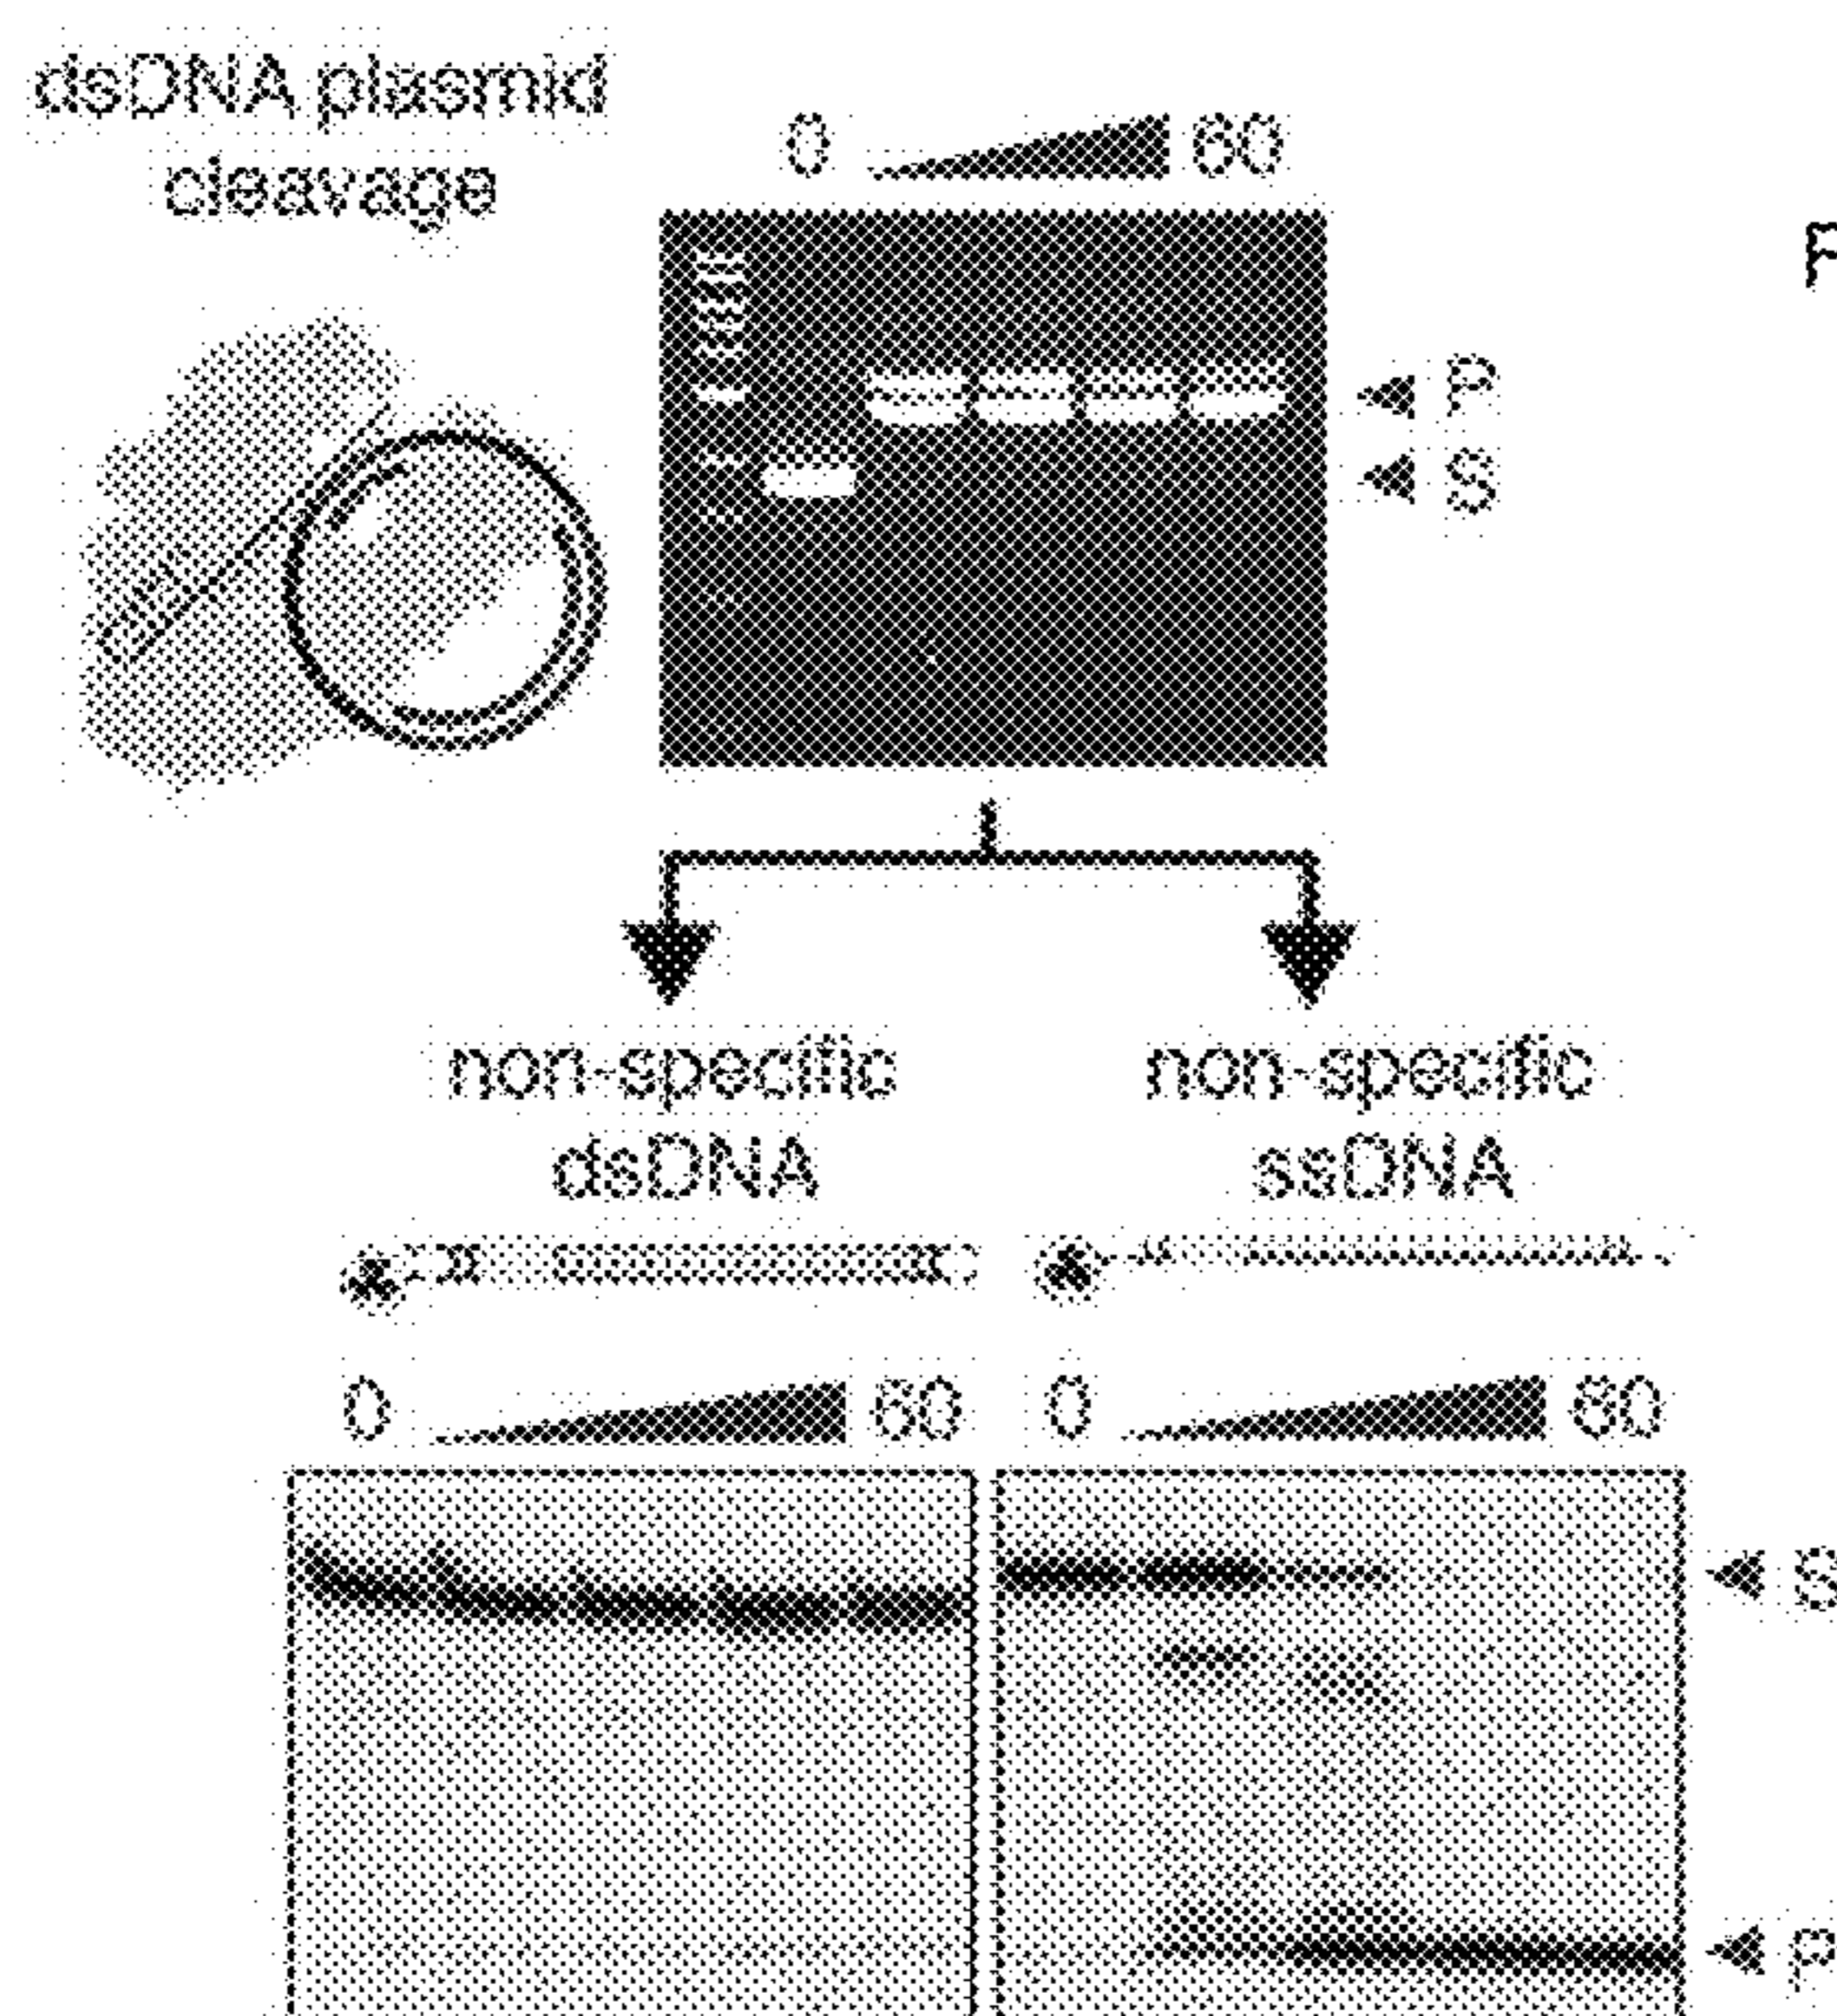 dsDNA plasmid
cleavage
0 60
P
S
non-specific
dsDNA
non-specific
ssDNA
0 60
0 60
S
P